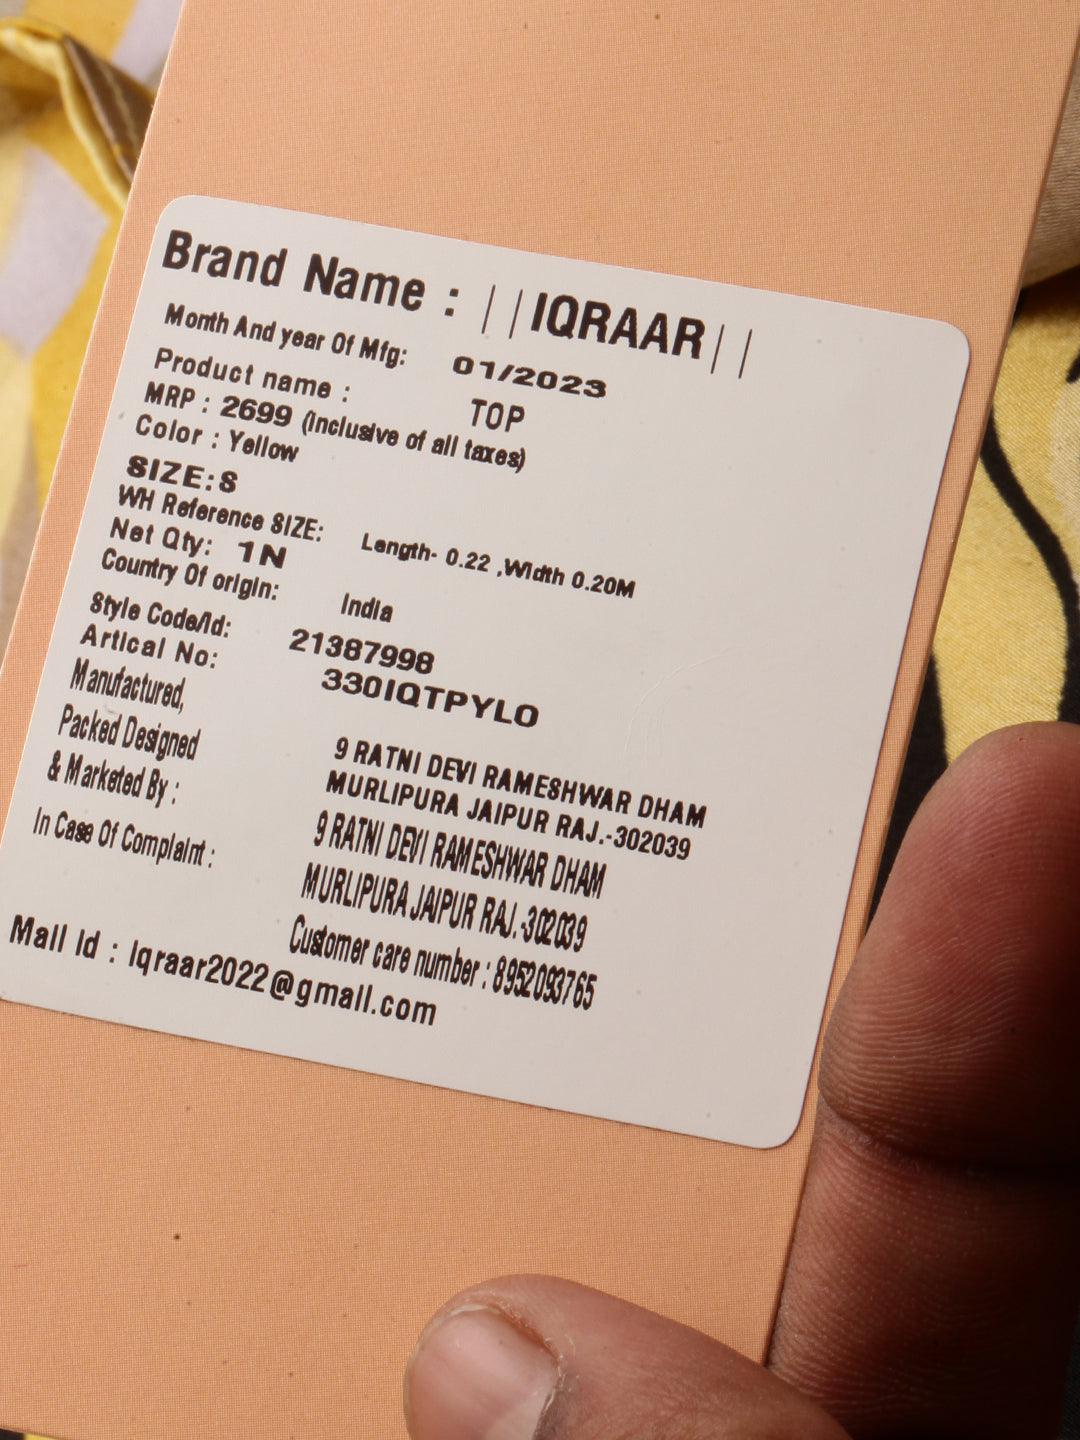 Brand Name : ||IQRAAR||
Month And year Of Mfg: 01/2023
Product name : TOP
MRP : 2699 (Inclusive of all taxes)
Color : Yellow
SIZE:S
WH Reference SIZE: Length- 0.22 ,Width 0.20M
Net Qty: 1N
Country Of origin: India
Style Code/Id: 21387998
Artical No: 330IQTPYLO
Manufactured,
Packed Designed 9 RATNI DEVI RAMESHWAR DHAM
& Marketed By : MURLIPURA JAIPUR RAJ.-302039
In Case Of Complaint : 9 RATNI DEVI RAMESHWAR DHAM
MURLIPURA JAIPUR RAJ.-302039
Customer care number : 8952093765
Mail Id : Iqraar2022@gmail.com